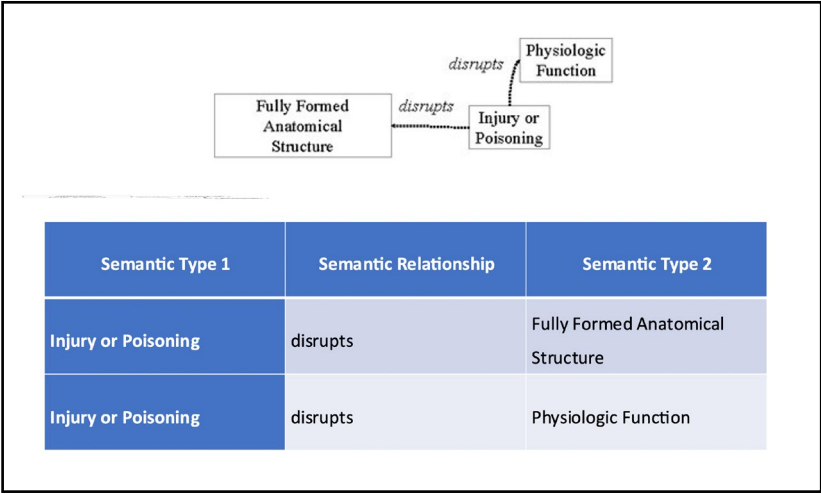 Physiologic
Function
disrupts
Fully Formed
Anatomical
Structure
disrupts
Injury or
Poisoning
Semantic Type 1
Semantic Relationship
Semantic Type 2
Injury or Poisoning
disrupts
Fully Formed Anatomical
Structure
Injury or Poisoning
disrupts
Physiologic Function